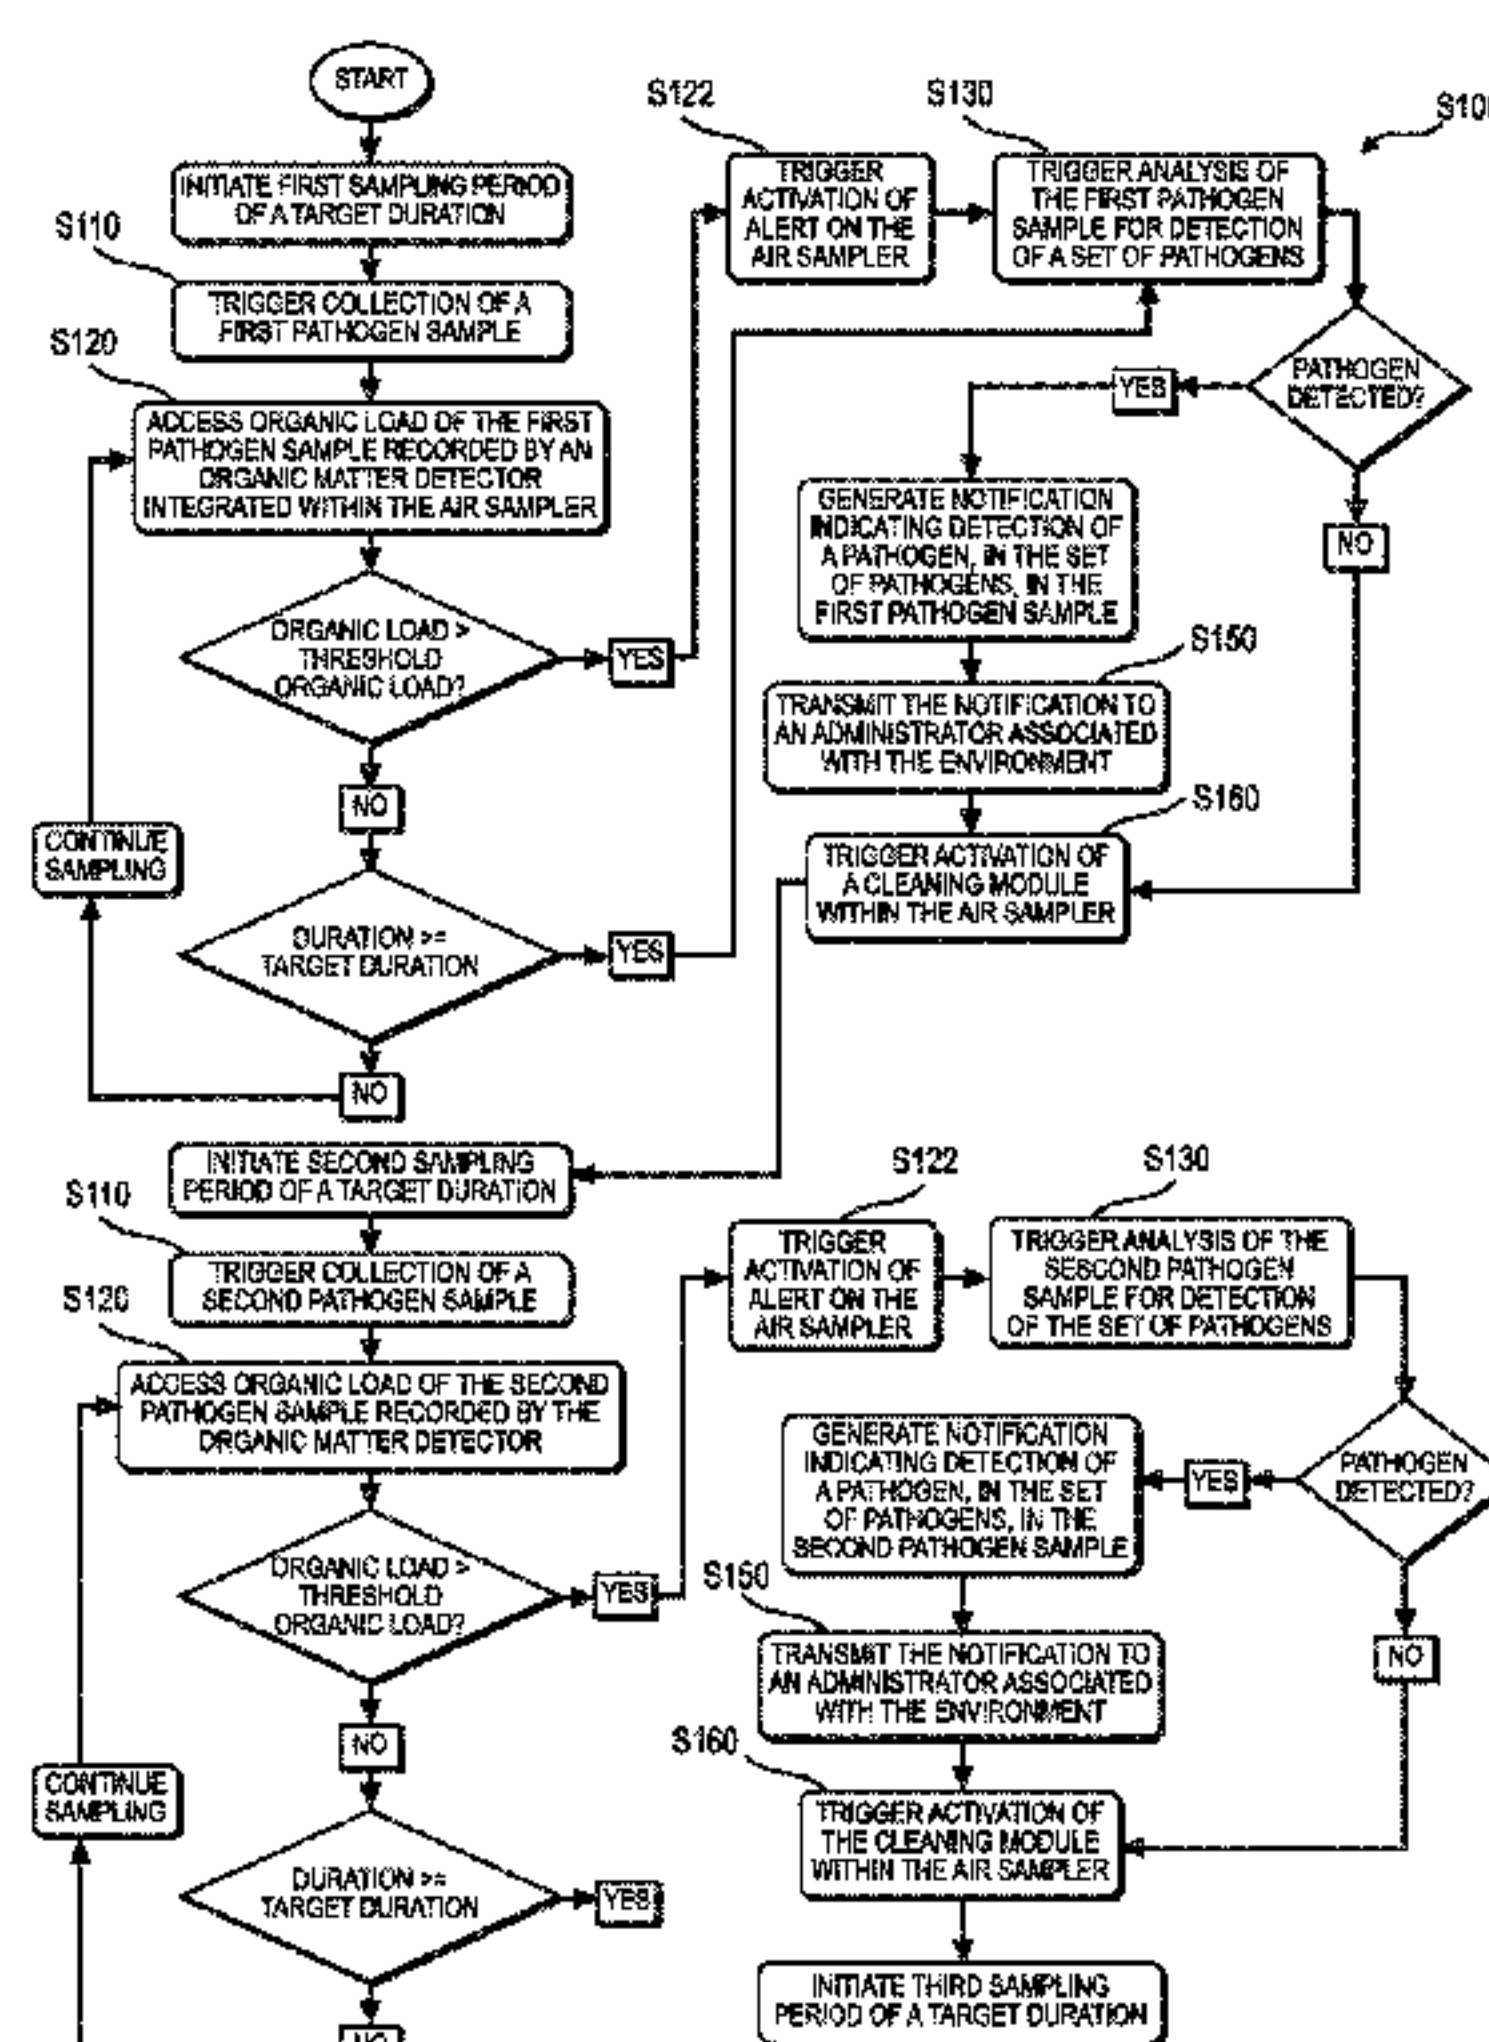 START
INITIATE FIRST SAMPLING PERIOD
OF A TARGET DURATION
S110
TRIGGER COLLECTION OF A
FIRST PATHOGEN SAMPLE
S120
ACCESS ORGANIC LOAD OF THE FIRST
PATHOGEN SAMPLE RECORDED BY AN
ORGANIC MATTER DETECTOR
INTEGRATED WITHIN THE AIR SAMPLER
ORGANIC LOAD >
THRESHOLD
ORGANIC LOAD?
YES
NO
CONTINUE
SAMPLING
DURATION >=
TARGET DURATION
YES
NO
S122
TRIGGER
ACTIVATION OF
ALERT ON THE
AIR SAMPLER
S130
TRIGGER ANALYSIS OF
THE FIRST PATHOGEN
SAMPLE FOR DETECTION
OF A SET OF PATHOGENS
PATHOGEN
DETECTED?
YES
NO
GENERATE NOTIFICATION
INDICATING DETECTION OF
A PATHOGEN, IN THE SET
OF PATHOGENS, IN THE
FIRST PATHOGEN SAMPLE
S150
TRANSMIT THE NOTIFICATION TO
AN ADMINISTRATOR ASSOCIATED
WITH THE ENVIRONMENT
S160
TRIGGER ACTIVATION OF
A CLEANING MODULE
WITHIN THE AIR SAMPLER
INITIATE SECOND SAMPLING
PERIOD OF A TARGET DURATION
S110
TRIGGER COLLECTION OF A
SECOND PATHOGEN SAMPLE
S120
ACCESS ORGANIC LOAD OF THE SECOND
PATHOGEN SAMPLE RECORDED BY THE
ORGANIC MATTER DETECTOR
ORGANIC LOAD >
THRESHOLD
ORGANIC LOAD?
YES
NO
CONTINUE
SAMPLING
DURATION >=
TARGET DURATION
YES
NO
S122
TRIGGER
ACTIVATION OF
ALERT ON THE
AIR SAMPLER
S130
TRIGGER ANALYSIS OF THE
SESCOND PATHOGEN
SAMPLE FOR DETECTION
OF THE SET OF PATHOGENS
PATHOGEN
DETECTED?
YES
NO
GENERATE NOTIFICATION
INDICATING DETECTION OF
A PATHOGEN, IN THE SET
OF PATHOGENS, IN THE
SECOND PATHOGEN SAMPLE
S150
TRANSMIT THE NOTIFICATION TO
AN ADMINISTRATOR ASSOCIATED
WITH THE ENVIRONMENT
S160
TRIGGER ACTIVATION OF
THE CLEANING MODULE
WITHIN THE AIR SAMPLER
INITIATE THIRD SAMPLING
PERIOD OF A TARGET DURATION